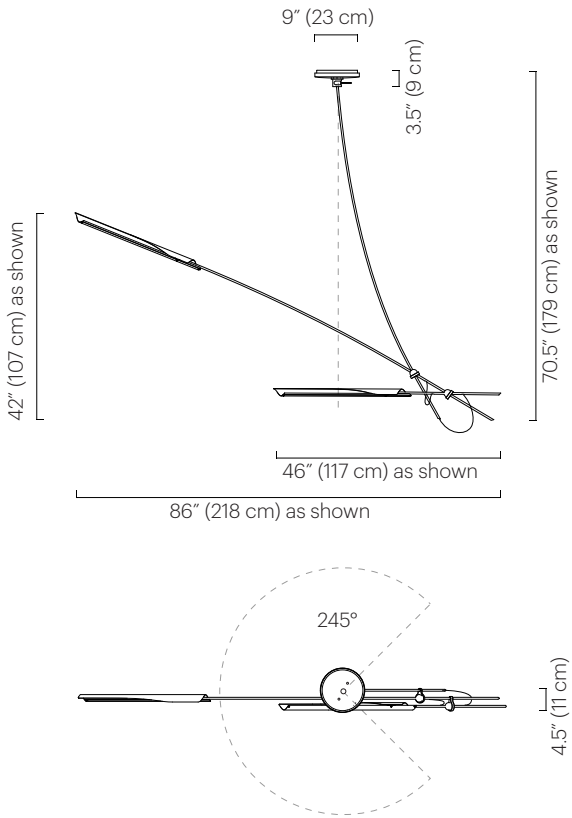 9" (23 cm)
3.5" (9 cm)
42" (107 cm) as shown
70.5" (179 cm) as shown
46" (117 cm) as shown
86" (218 cm) as shown
245°
4.5" (11 cm)